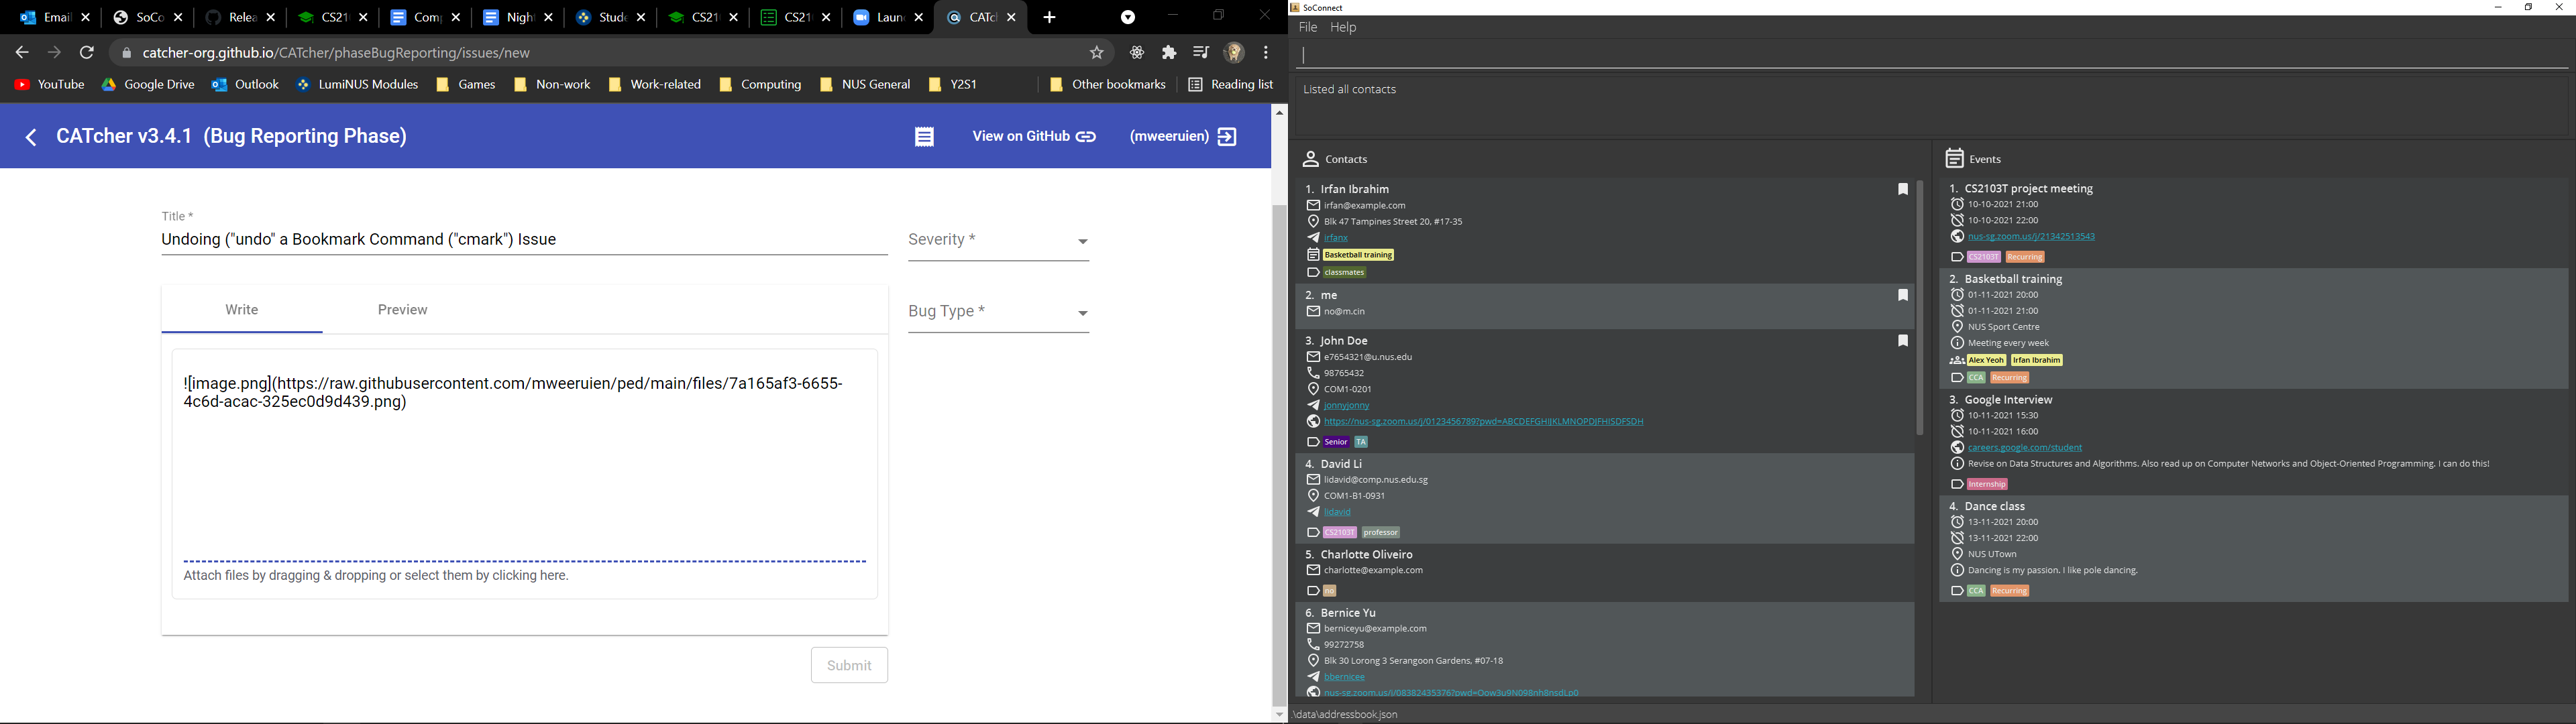 Email
SoCo
Relea
CS21
Comp
Nigh
Stude
CS21
CS21
Laun
CATc
catcher-org.github.io/CATcher/phaseBugReporting/issues/new
YouTube
Google Drive
Outlook
LumiNUS Modules
Games
Non-work
Work-related
Computing
NUS General
Y2S1
Other bookmarks
Reading list
CATcher v3.4.1 (Bug Reporting Phase)
View on GitHub
(mweeruien)
Title *
Undoing ("undo" a Bookmark Command ("cmark") Issue
Severity *
Write
Preview
Bug Type *
![image.png](https://raw.githubusercontent.com/mweeruien/ped/main/files/7a165af3-6655-
4c6d-acac-325ec0d9d439.png)
Attach files by dragging & dropping or select them by clicking here.
Submit
SoConnect
File Help
Listed all contacts
Contacts
1. Irfan Ibrahim
irfan@example.com
Blk 47 Tampines Street 20, #17-35
irfanx
Basketball training
classmates
2. me
no@m.cin
3. John Doe
e7654321@u.nus.edu
98765432
COM1-0201
jonnyjonny
https://nus-sg.zoom.us/j/0123456789?pwd=ABCDEFGHIJKLMNOPDJFHISDFSDH
Senior TA
4. David Li
lidavid@comp.nus.edu.sg
COM1-B1-0931
lidavid
CS2103T professor
5. Charlotte Oliveiro
charlotte@example.com
no
6. Bernice Yu
berniceyu@example.com
99272758
Blk 30 Lorong 3 Serangoon Gardens, #07-18
bbernicee
nus-sg.zoom.us/j/08382435376?pwd=Oow3u9N098nh8nsdLp0
Events
1. CS2103T project meeting
10-10-2021 21:00
10-10-2021 22:00
nus-sg.zoom.us/j/21342513543
CS2103T Recurring
2. Basketball training
01-11-2021 20:00
01-11-2021 21:00
NUS Sport Centre
Meeting every week
Alex Yeoh Irfan Ibrahim
CCA Recurring
3. Google Interview
10-11-2021 15:30
10-11-2021 16:00
careers.google.com/student
Revise on Data Structures and Algorithms. Also read up on Computer Networks and Object-Oriented Programming. I can do this!
Internship
4. Dance class
13-11-2021 20:00
13-11-2021 22:00
NUS UTown
Dancing is my passion. I like pole dancing.
CCA Recurring
.\data\addressbook.json